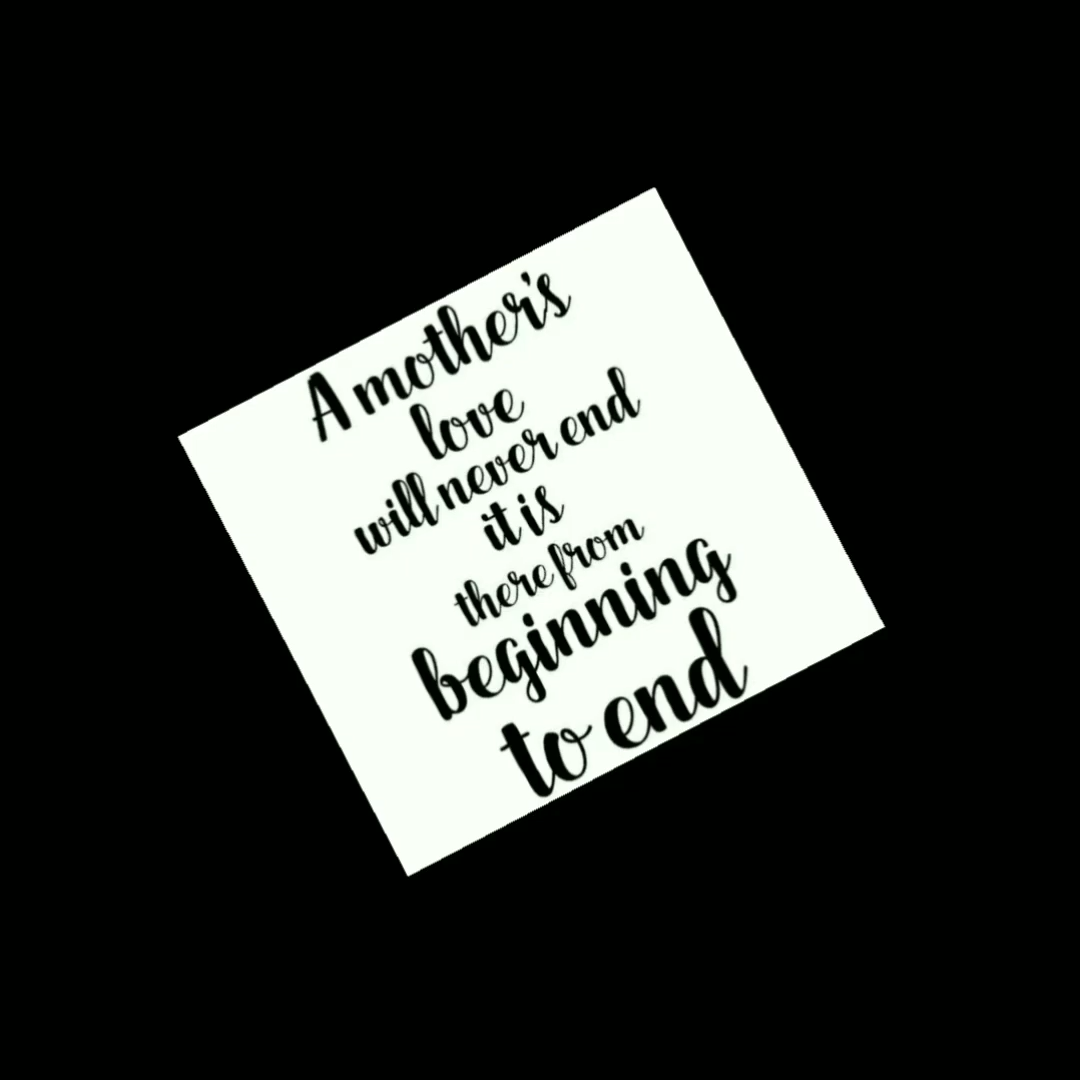 A mother's
love
will never end
it is
there from
beginning
to end